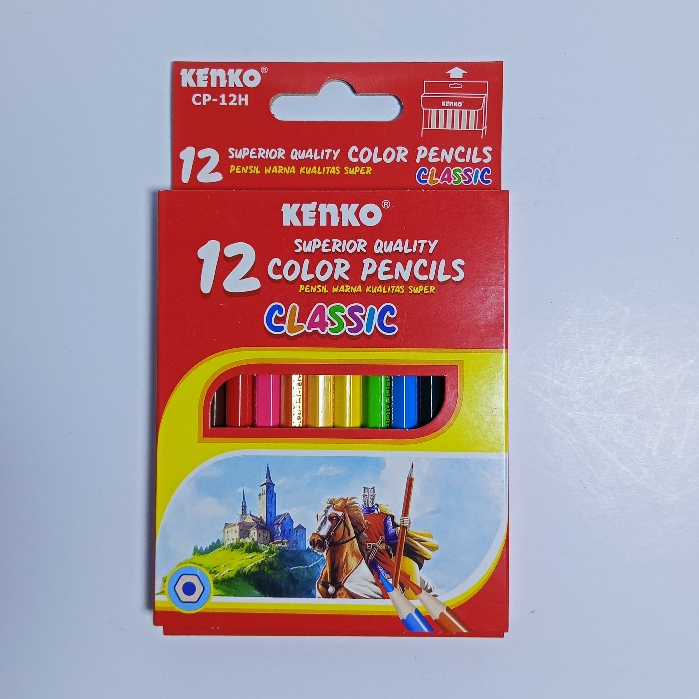 KENKO®
CP-12H
KENKO
12 SUPERIOR QUALITY COLOR PENCILS
PENSIL WARNA KUALITAS SUPER
CLASSIC
KENKO®
12 SUPERIOR QUALITY
COLOR PENCILS
PENSIL WARNA KUALITAS SUPER
CLASSIC